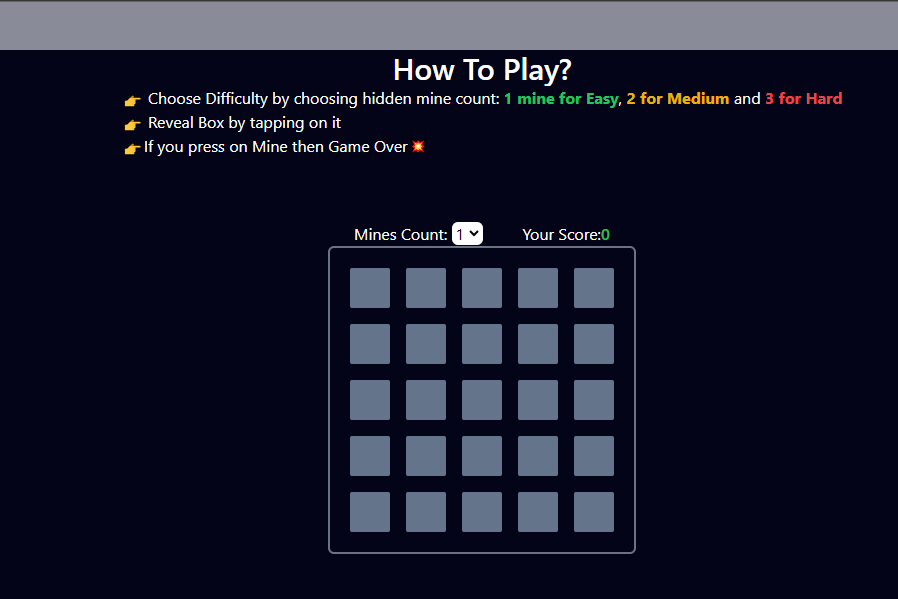 How To Play?
👉 Choose Difficulty by choosing hidden mine count: 1 mine for Easy, 2 for Medium and 3 for Hard
👉 Reveal Box by tapping on it
👉 If you press on Mine then Game Over 💥
Mines Count: 1 Your Score:0